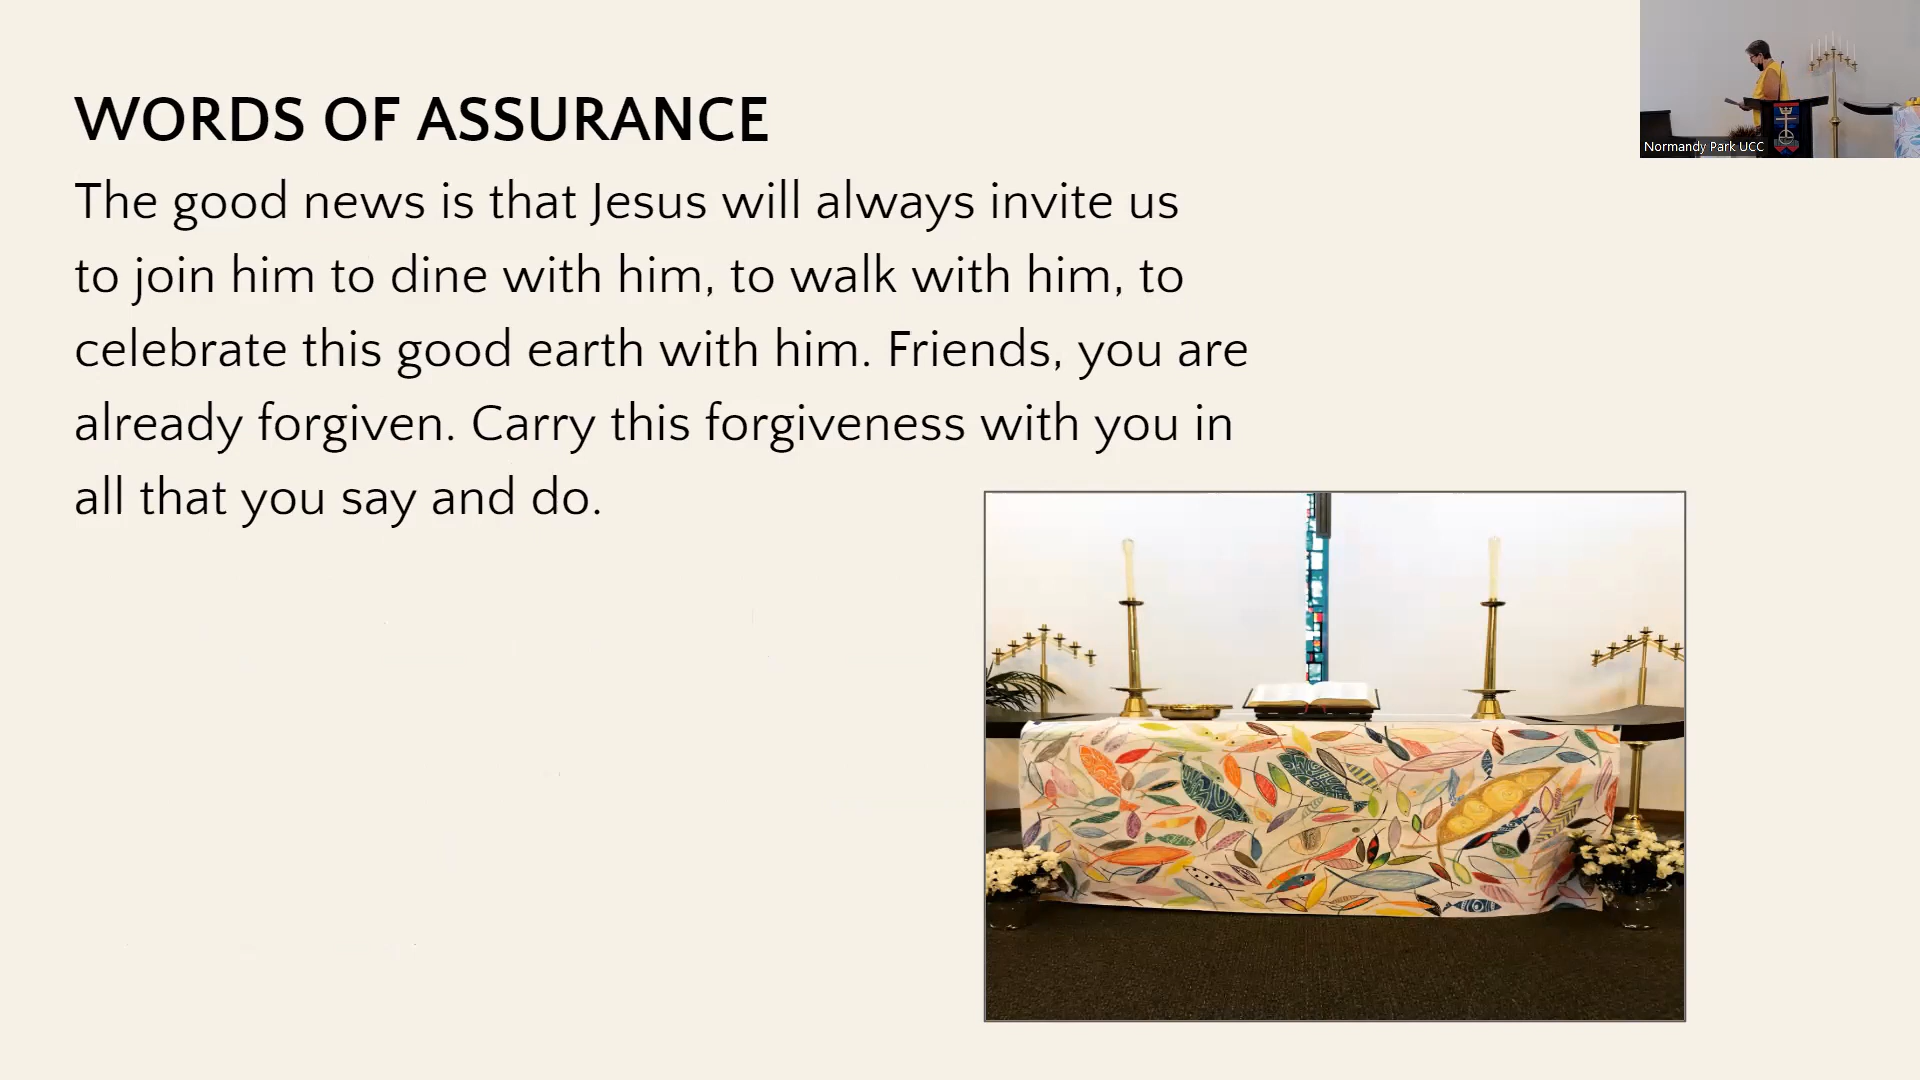 WORDS OF ASSURANCE
The good news is that Jesus will always invite us
to join him to dine with him, to walk with him, to
celebrate this good earth with him. Friends, you are
already forgiven. Carry this forgiveness with you in
all that you say and do.
Normandy Park UCC